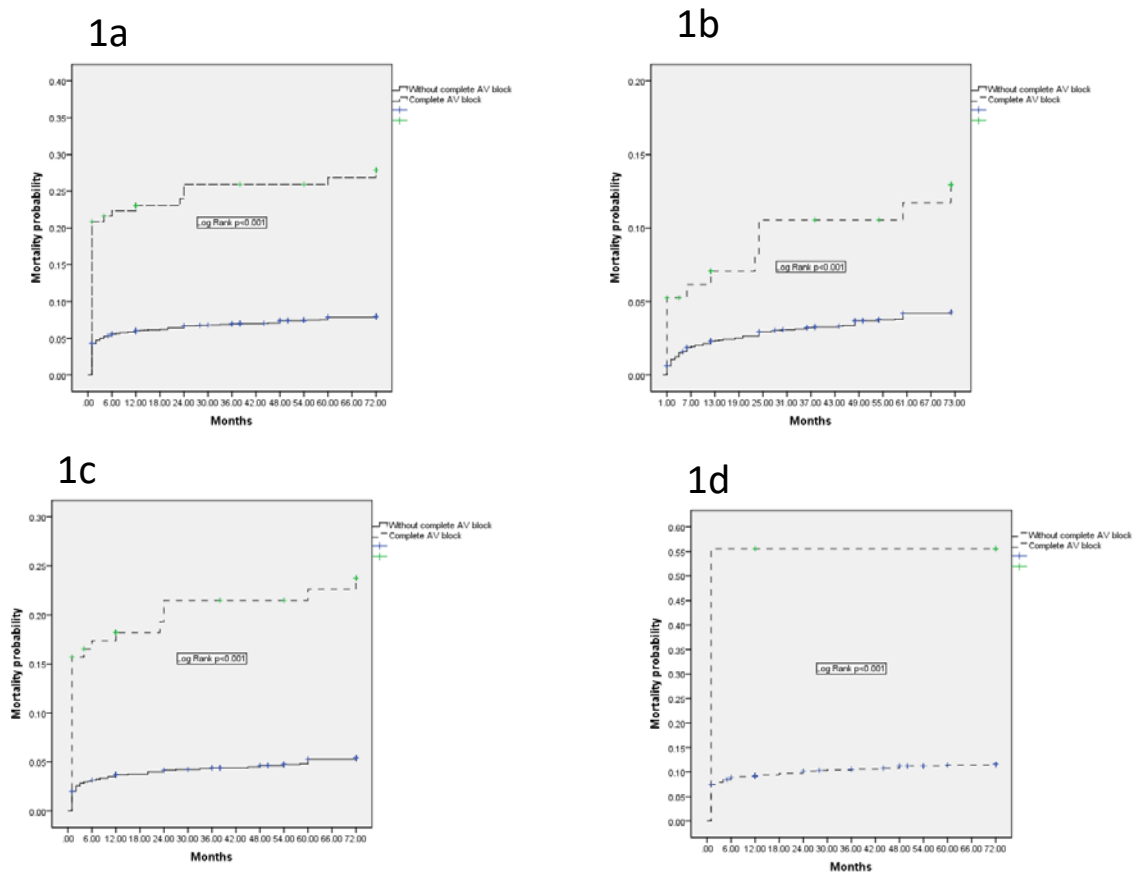 1a
0.40
0.35
0.30
0.25
0.20
0.15
0.10
0.05
0.00
Mortality probability
Without complete AV block
Complete AV block
Log Rank p<0.001
.00 6.00 12.00 18.00 24.00 30.00 36.00 42.00 48.00 54.00 60.00 66.00 72.00
Months
1b
0.20
0.15
0.10
0.05
0.00
Mortality probability
Without complete AV block
Complete AV block
Log Rank p<0.001
1.00 7.00 13.00 19.00 25.00 31.00 37.00 43.00 49.00 55.00 61.00 67.00 73.00
Months
1c
0.30
0.25
0.20
0.15
0.10
0.05
0.00
Mortality probability
Without complete AV block
Complete AV block
Log Rank p<0.001
.00 6.00 12.00 18.00 24.00 30.00 36.00 42.00 48.00 54.00 60.00 66.00 72.00
Months
1d
0.60
0.55
0.50
0.45
0.40
0.35
0.30
0.25
0.20
0.15
0.10
0.05
0.00
Mortality probability
Without complete AV block
Complete AV block
Log Rank p<0.001
.00 6.00 12.00 18.00 24.00 30.00 36.00 42.00 48.00 54.00 60.00 66.00 72.00
Months